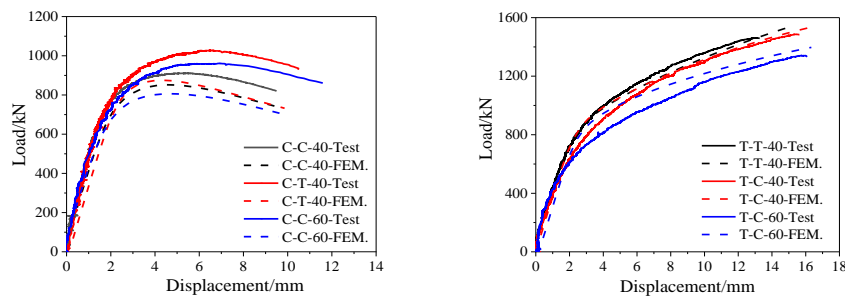 1200
1000
800
600
400
200
0
Load/kN
0 2 4 6 8 10 12 14
Displacement/mm
C-C-40-Test
C-C-40-FEM.
C-T-40-Test
C-T-40-FEM.
C-C-60-Test
C-C-60-FEM.
1600
1200
800
400
0
Load/kN
0 2 4 6 8 10 12 14 16 18
Displacement/mm
T-T-40-Test
T-T-40-FEM.
T-C-40-Test
T-C-40-FEM.
T-C-60-Test
T-C-60-FEM.